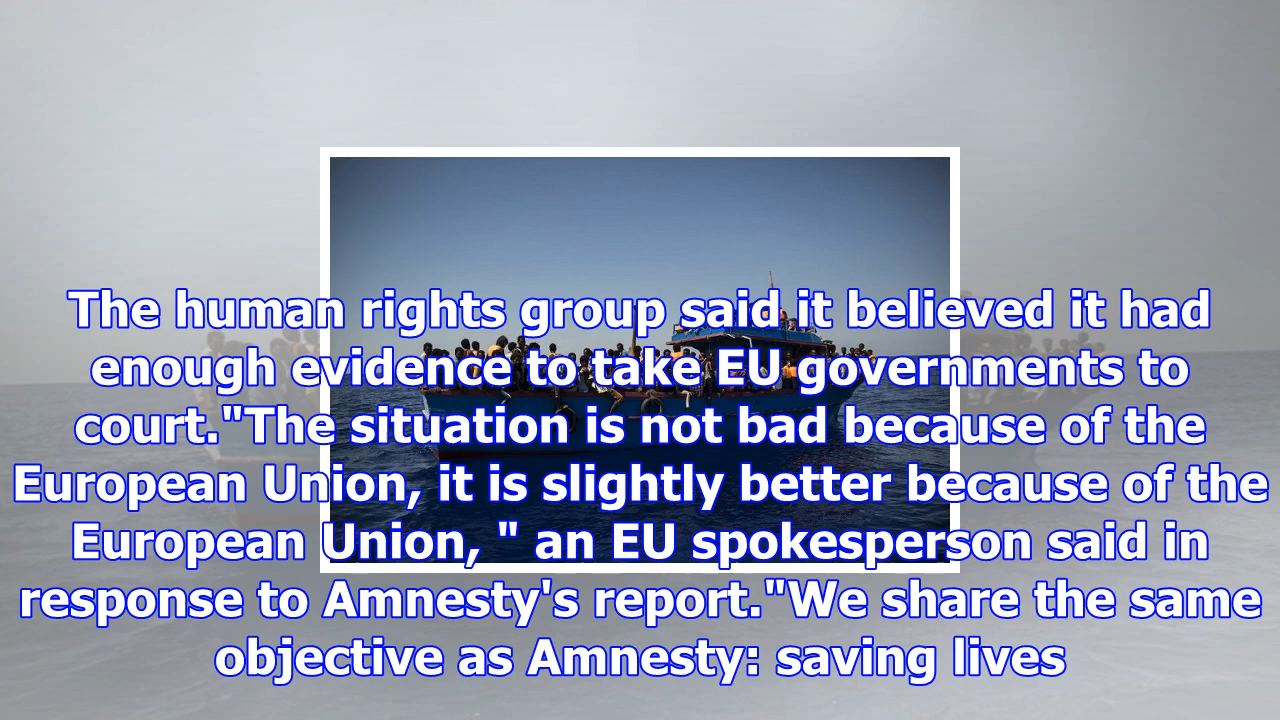 The human rights group said it believed it had
enough evidence to take EU governments to
court."The situation is not bad because of the
European Union, it is slightly better because of the
European Union, " an EU spokesperson said in
response to Amnesty's report."We share the same
objective as Amnesty: saving lives